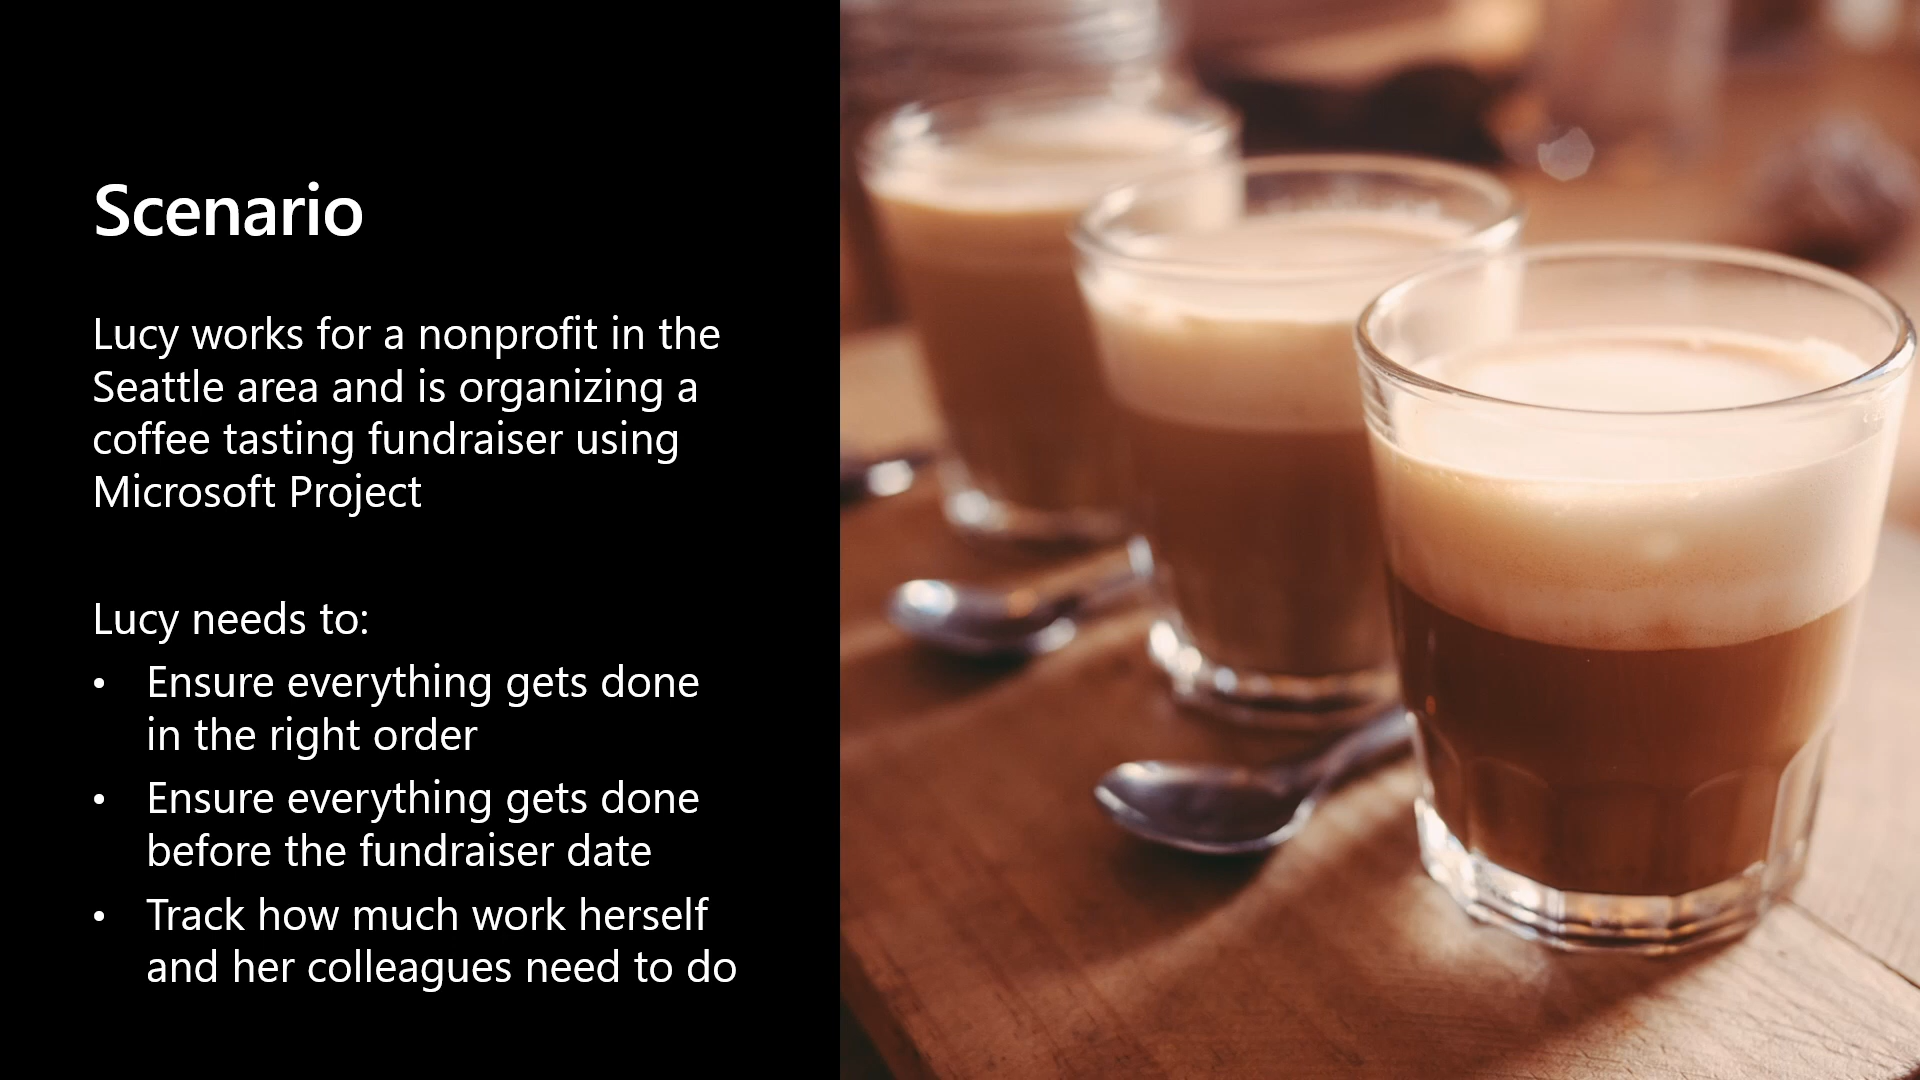 Scenario
Lucy works for a nonprofit in the
Seattle area and is organizing a
coffee tasting fundraiser using
Microsoft Project
Lucy needs to:
• Ensure everything gets done
in the right order
• Ensure everything gets done
before the fundraiser date
• Track how much work herself
and her colleagues need to do